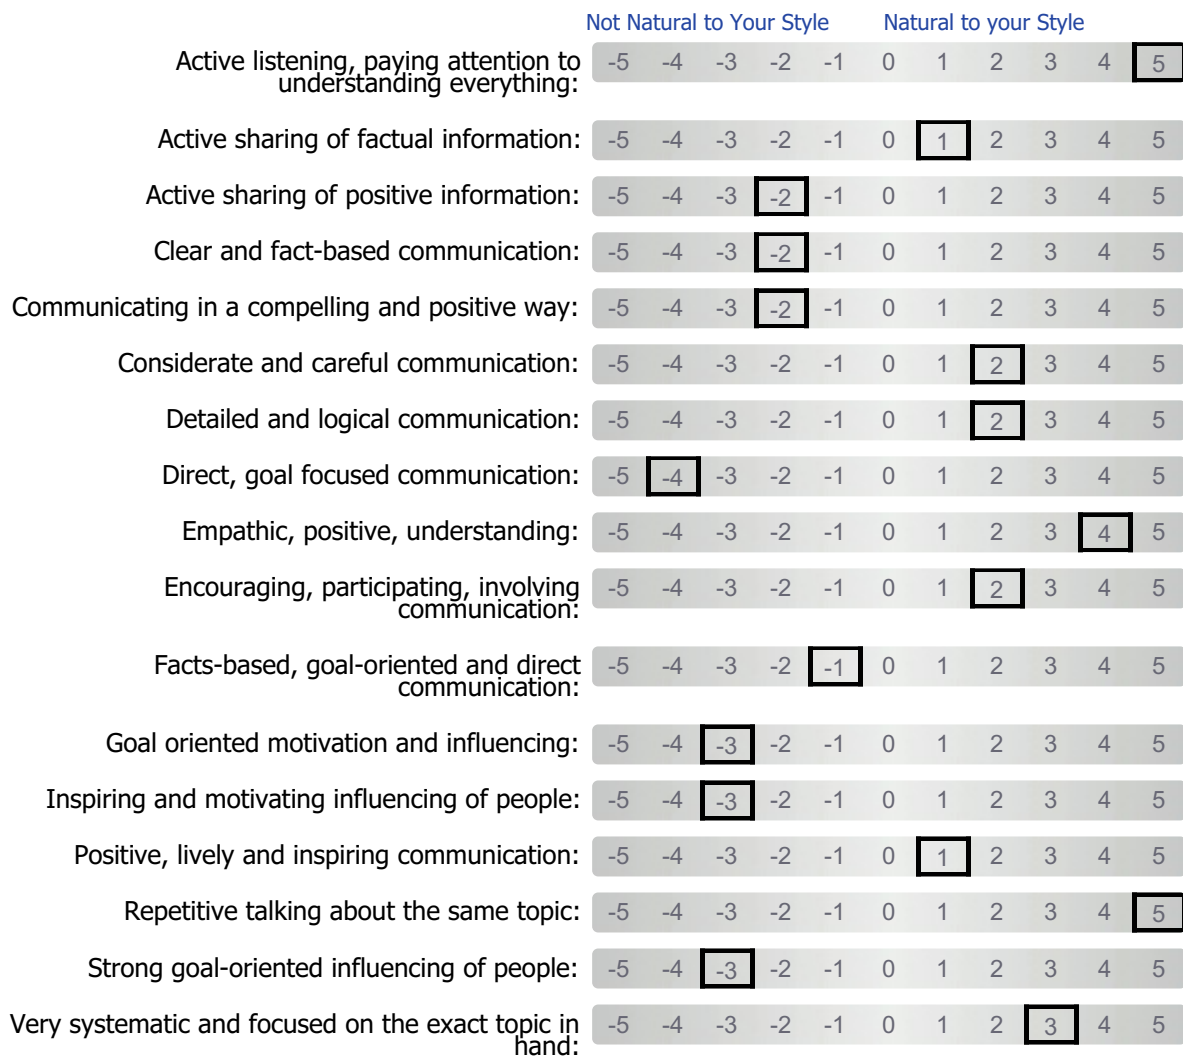 Not Natural to Your Style Natural to your Style
Active listening, paying attention to
understanding everything: -5 -4 -3 -2 -1 0 1 2 3 4 5
Active sharing of factual information: -5 -4 -3 -2 -1 0 1 2 3 4 5
Active sharing of positive information: -5 -4 -3 -2 -1 0 1 2 3 4 5
Clear and fact-based communication: -5 -4 -3 -2 -1 0 1 2 3 4 5
Communicating in a compelling and positive way: -5 -4 -3 -2 -1 0 1 2 3 4 5
Considerate and careful communication: -5 -4 -3 -2 -1 0 1 2 3 4 5
Detailed and logical communication: -5 -4 -3 -2 -1 0 1 2 3 4 5
Direct, goal focused communication: -5 -4 -3 -2 -1 0 1 2 3 4 5
Empathic, positive, understanding: -5 -4 -3 -2 -1 0 1 2 3 4 5
Encouraging, participating, involving
communication: -5 -4 -3 -2 -1 0 1 2 3 4 5
Facts-based, goal-oriented and direct
communication: -5 -4 -3 -2 -1 0 1 2 3 4 5
Goal oriented motivation and influencing: -5 -4 -3 -2 -1 0 1 2 3 4 5
Inspiring and motivating influencing of people: -5 -4 -3 -2 -1 0 1 2 3 4 5
Positive, lively and inspiring communication: -5 -4 -3 -2 -1 0 1 2 3 4 5
Repetitive talking about the same topic: -5 -4 -3 -2 -1 0 1 2 3 4 5
Strong goal-oriented influencing of people: -5 -4 -3 -2 -1 0 1 2 3 4 5
Very systematic and focused on the exact topic in
hand: -5 -4 -3 -2 -1 0 1 2 3 4 5